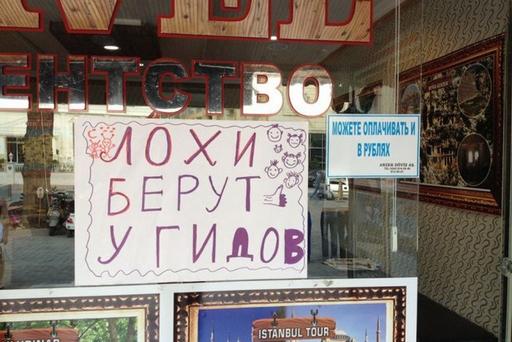 ЕНТСТВО
ЛОХИ
БЕРУТ
У ГИДОВ
МОЖЕТЕ ОПЛАЧИВАТЬ И
В РУБЛЯХ
ISTANBUL TOUR